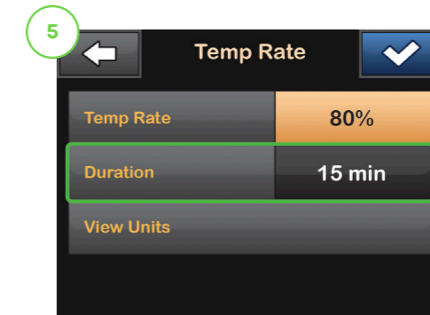 5
Temp Rate
Temp Rate 80%
Duration 15 min
View Units